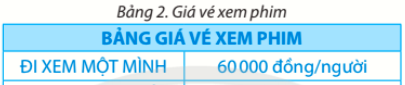 Bảng 2. Giá vé xem phim
BẢNG GIÁ VÉ XEM PHIM
ĐI XEM MỘT MÌNH 60 000 đồng/người